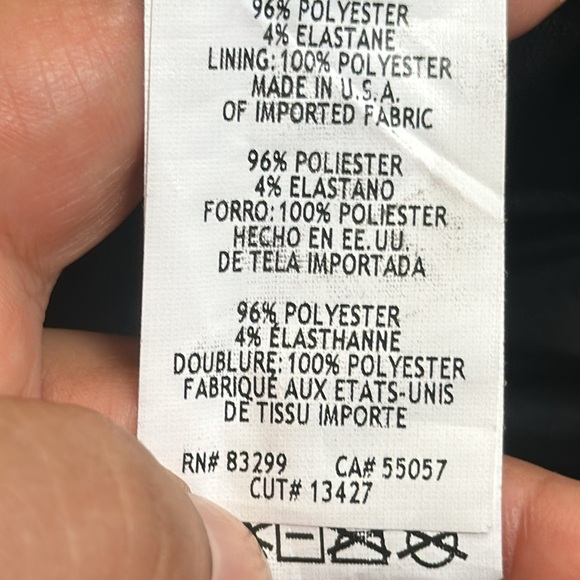 96% POLYESTER
4% ELASTANE
LINING: 100% POLYESTER
MADE IN U.S.A.
OF IMPORTED FABRIC
96% POLIESTER
4% ELASTANO
FORRO: 100% POLIESTER
HECHO EN EE. UU.
DE TELA IMPORTADA
96% POLYESTER
4% ÉLASTHANNE
DOUBLURE: 100% POLYESTER
FABRIQUÉ AUX ETATS-UNIS
DE TISSU IMPORTE
RN# 83299 CA# 55057
CUT# 13427